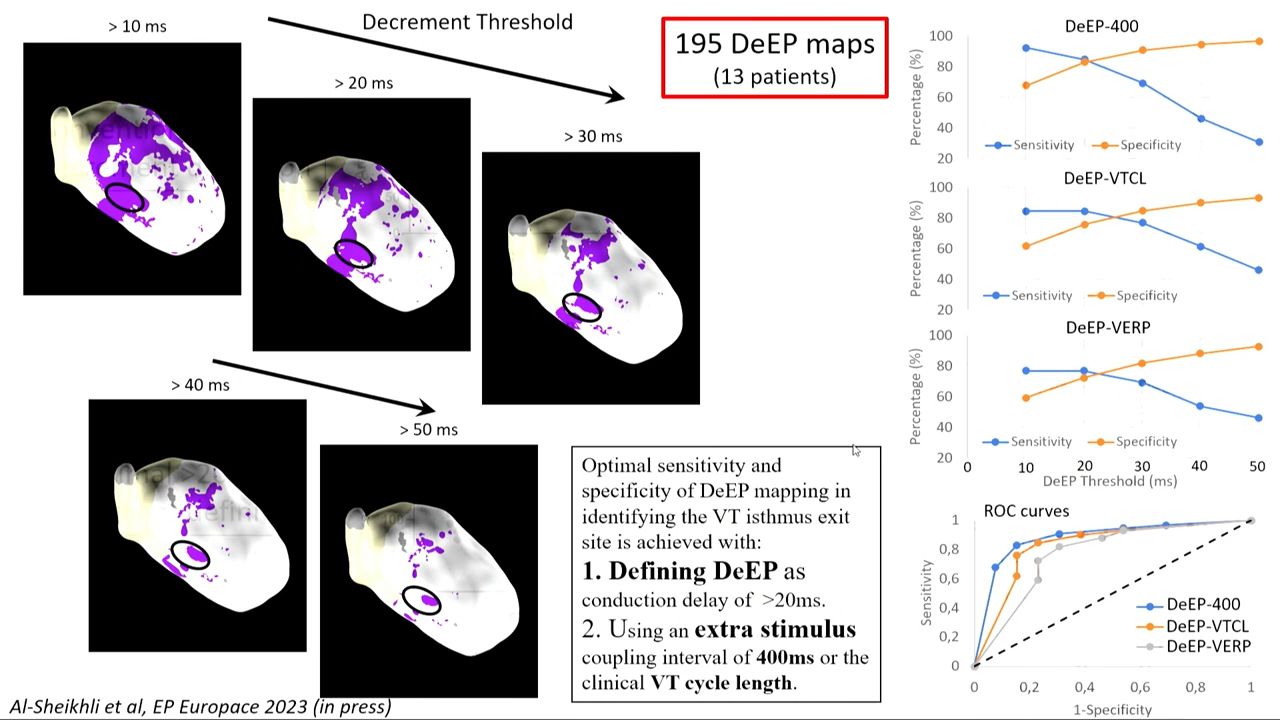 > 10 ms
Decrement Threshold
> 20 ms
195 DeEP maps
(13 patients)
> 30 ms
> 40 ms
> 50 ms
Optimal sensitivity and
specificity of DeEP mapping in
identifying the VT isthmus exit
site is achieved with:
1. Defining DeEP as
conduction delay of >20ms.
2. Using an extra stimulus
coupling interval of 400ms or the
clinical VT cycle length.
DeEP-400
Percentage (%)
100
80
60
40
20
Sensitivity
Specificity
DeEP-VTCL
Percentage (%)
100
80
60
40
20
Sensitivity
Specificity
DeEP-VERP
Percentage (%)
100
80
60
40
20
Sensitivity
Specificity
0 10 20 30 40 50
DeEP Threshold (ms)
ROC curves
Sensitivity
1
0,8
0,6
0,4
0,2
0
DeEP-400
DeEP-VTCL
DeEP-VERP
0 0,2 0,4 0,6 0,8 1
1-Specificity
Al-Sheikhli et al, EP Europace 2023 (in press)